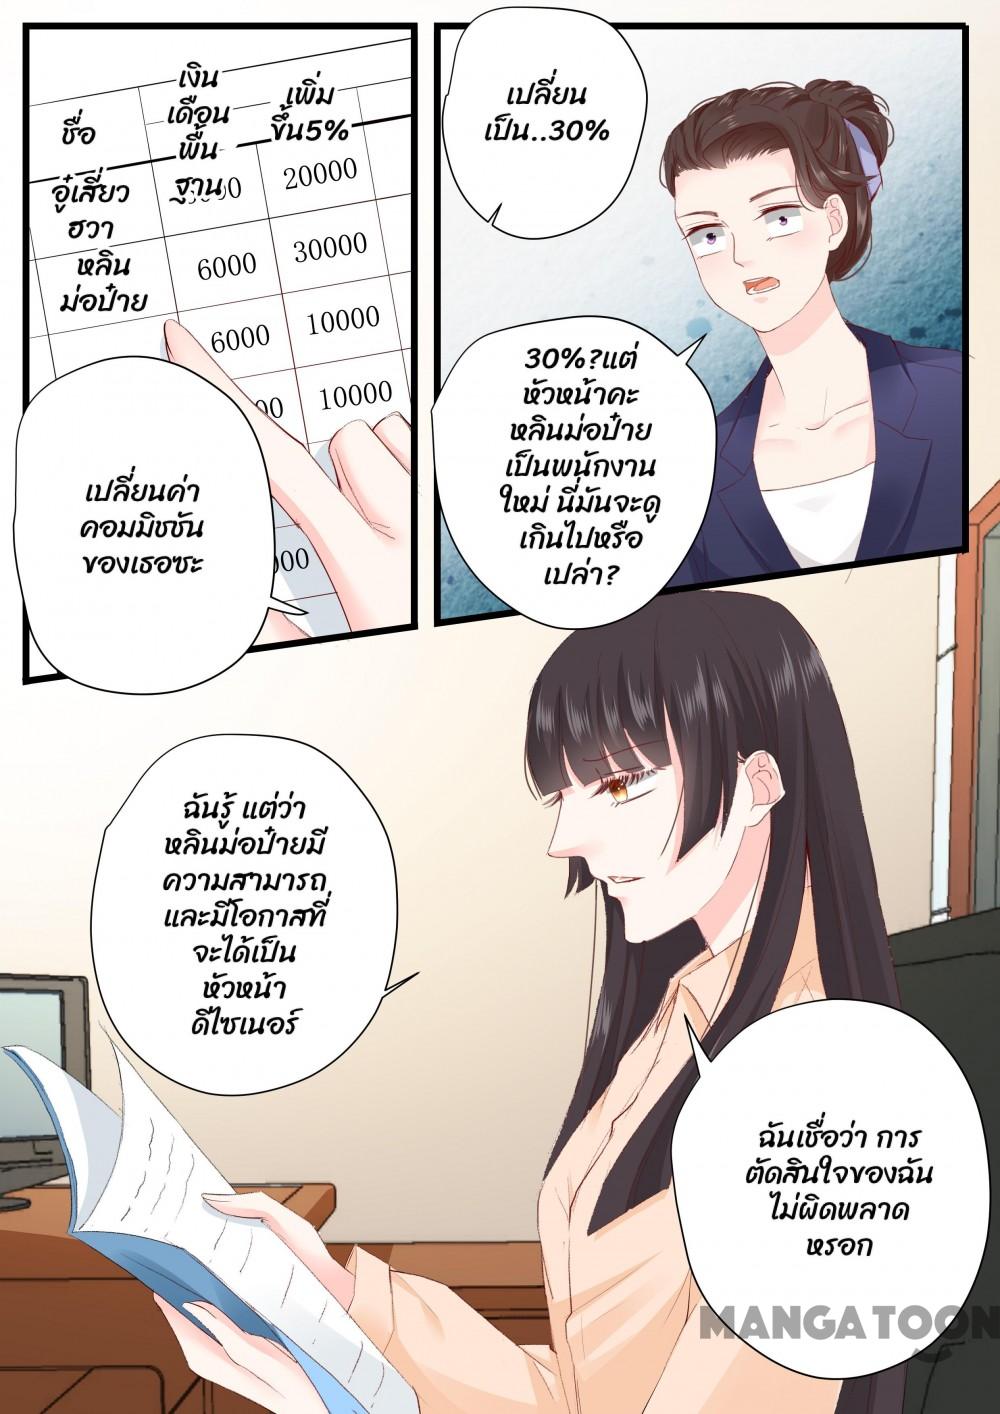 ชื่อ
เงิน
เดือน
พื้น
ฐาน
เพิ่ม
ขึ้น5%
อู๋เสี่ยว
ฮวา
20000
หลิน
ม่อป๋าย
6000
30000
6000
10000
10000
เปลี่ยนค่า
คอมมิชชัน
ของเธอซะ
เปลี่ยน
เป็น..30%
30%?แต่
หัวหน้าคะ
หลินม่อป๋าย
เป็นพนักงาน
ใหม่ นี่มันจะดู
เกินไปหรือ
เปล่า?
ฉันรู้ แต่ว่า
หลินม่อป๋ายมี
ความสามารถ
และมีโอกาสที่
จะได้เป็น
หัวหน้า
ดีไซเนอร์
ฉันเชื่อว่า การ
ตัดสินใจของฉัน
ไม่ผิดพลาด
หรอก
MANGATOON